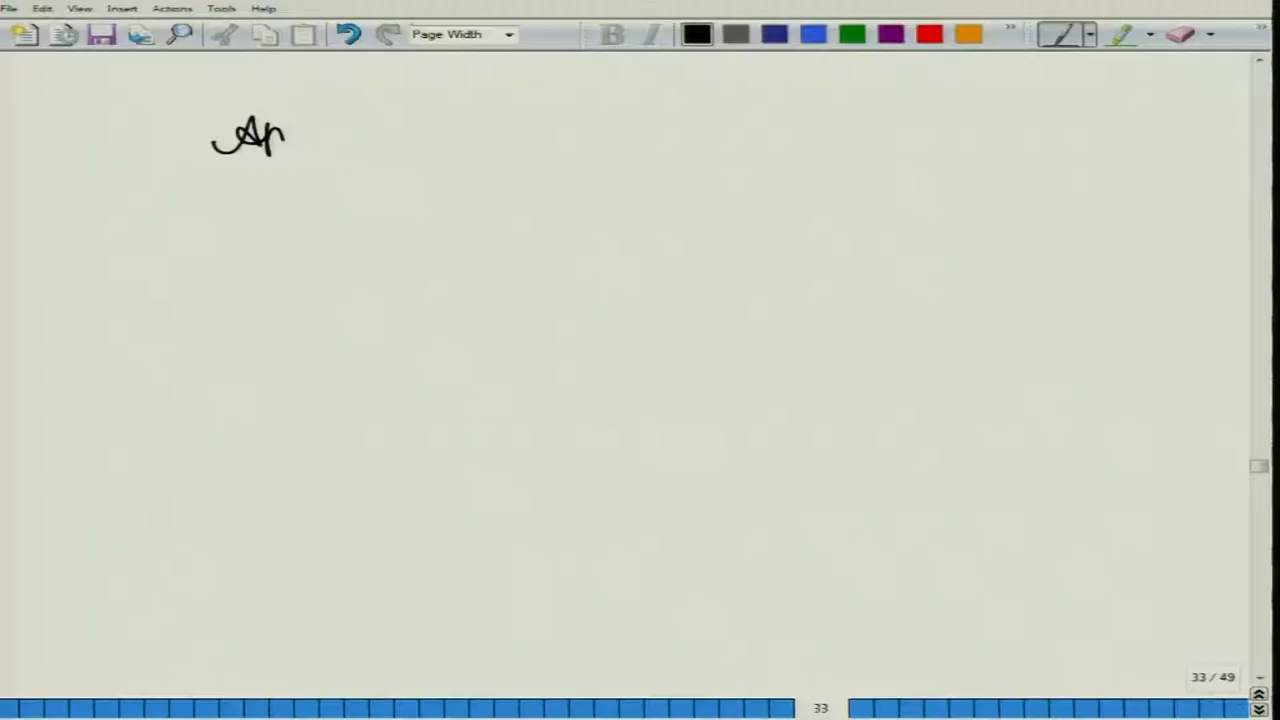 File Edit View Insert Actions Tools Help
Page Width B I
Ap
33 / 49
33